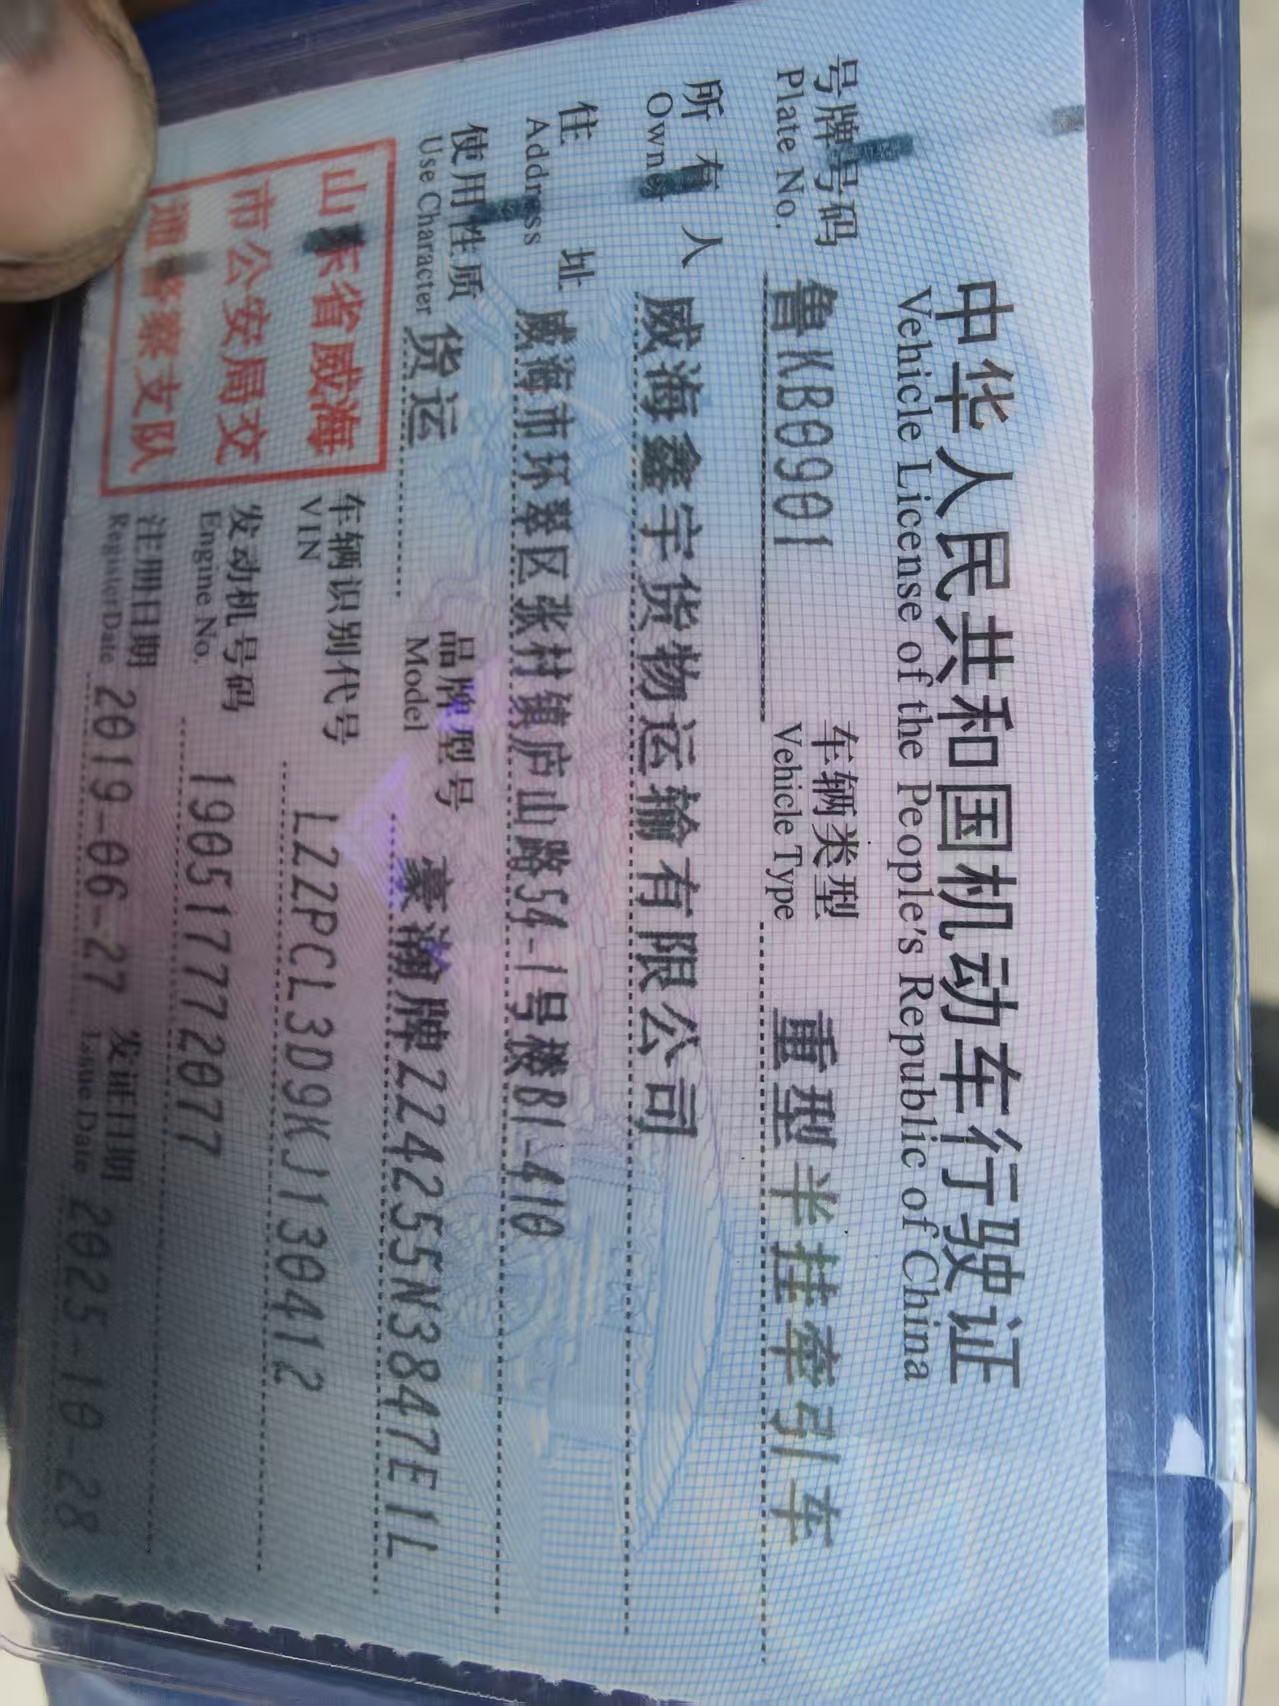 中华人民共和国机动车行驶证
Vehicle License of the People's Republic of China
号牌号码 鲁KB0991 车辆类型 重型半挂牵引车
Plate No. Vehicle Type
所有人 威海鑫宇货物运输有限公司
Owner
住址 威海市环翠区张村镇庐山路54-1号楼B1-410
Address
使用性质 货运 品牌型号 豪瀚牌ZZ4255N3847E1L
Use Character Model
山东省威海
市公安局交
通警察支队
车辆识别代号 LZZPCL3D9KJ130412
VIN
发动机号码 190517772077
Engine No.
注册日期 2019-06-27 发证日期 2025-10-28
Register Date Issue Date